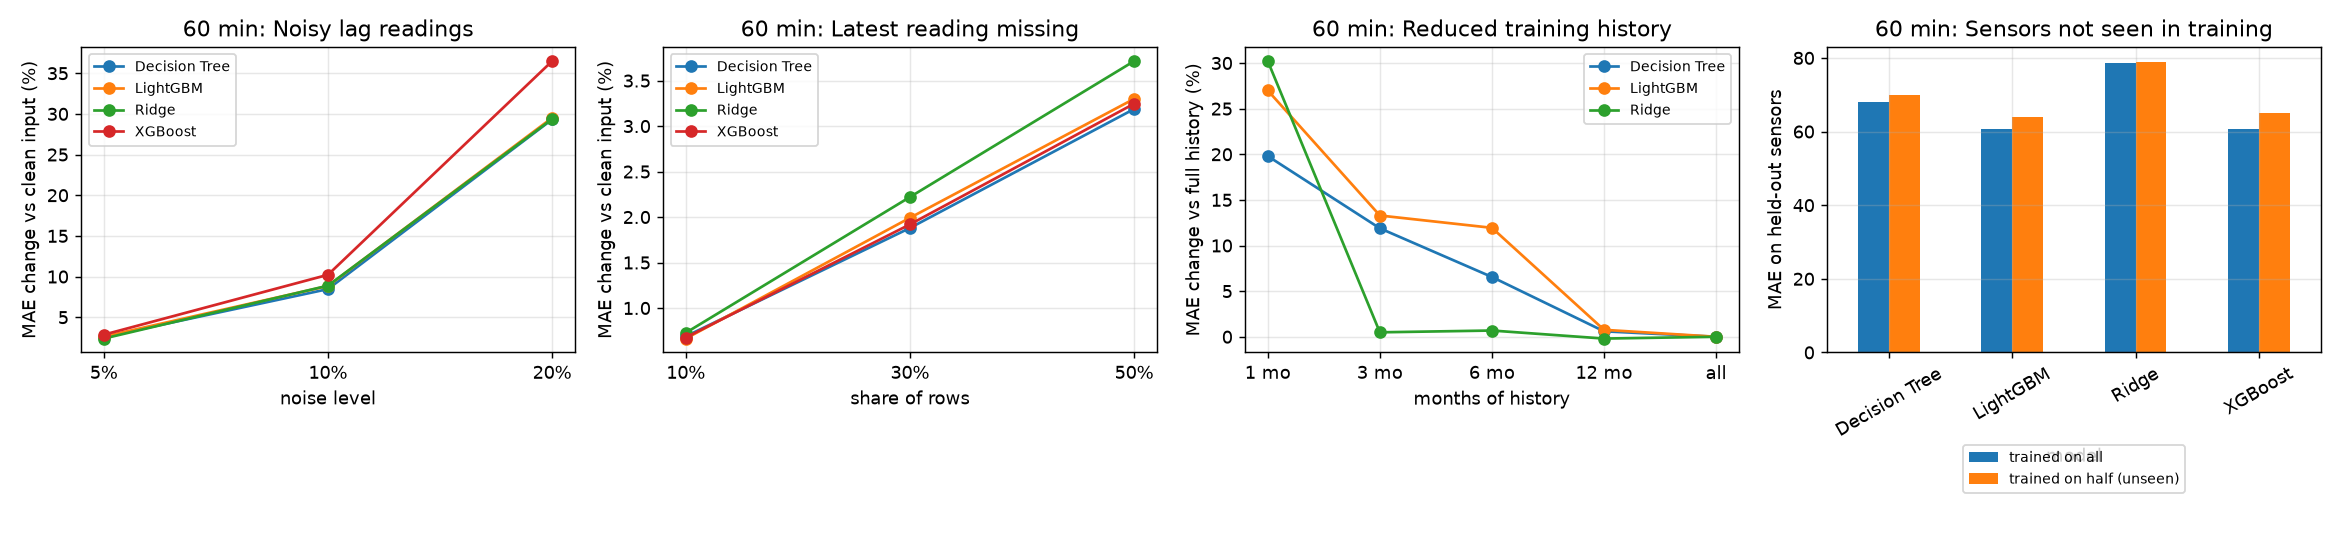 60 min: Noisy lag readings
MAE change vs clean input (%)
35
30
25
20
15
10
5
Decision Tree
LightGBM
Ridge
XGBoost
5%
10%
20%
noise level
60 min: Latest reading missing
MAE change vs clean input (%)
3.5
3.0
2.5
2.0
1.5
1.0
Decision Tree
LightGBM
Ridge
XGBoost
10%
30%
50%
share of rows
60 min: Reduced training history
MAE change vs full history (%)
30
25
20
15
10
5
0
Decision Tree
LightGBM
Ridge
1 mo
3 mo
6 mo
12 mo
all
months of history
60 min: Sensors not seen in training
MAE on held-out sensors
80
60
40
20
0
Decision Tree
LightGBM
Ridge
XGBoost
trained on all
trained on half (unseen)